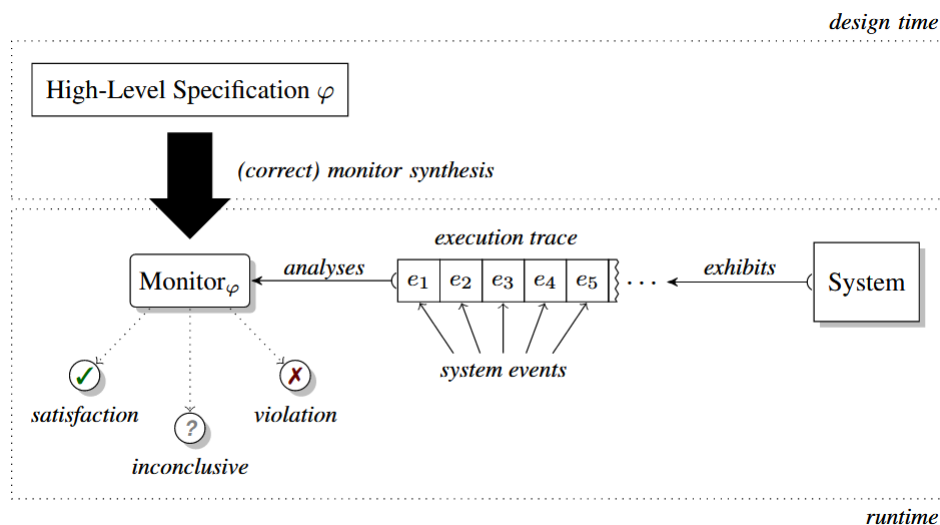 design time
High-Level Specification φ
(correct) monitor synthesis
execution trace
Monitorφ
analyses
e1 e2 e3 e4 e5 ...
exhibits
System
system events
✓
✗
satisfaction
violation
?
inconclusive
runtime